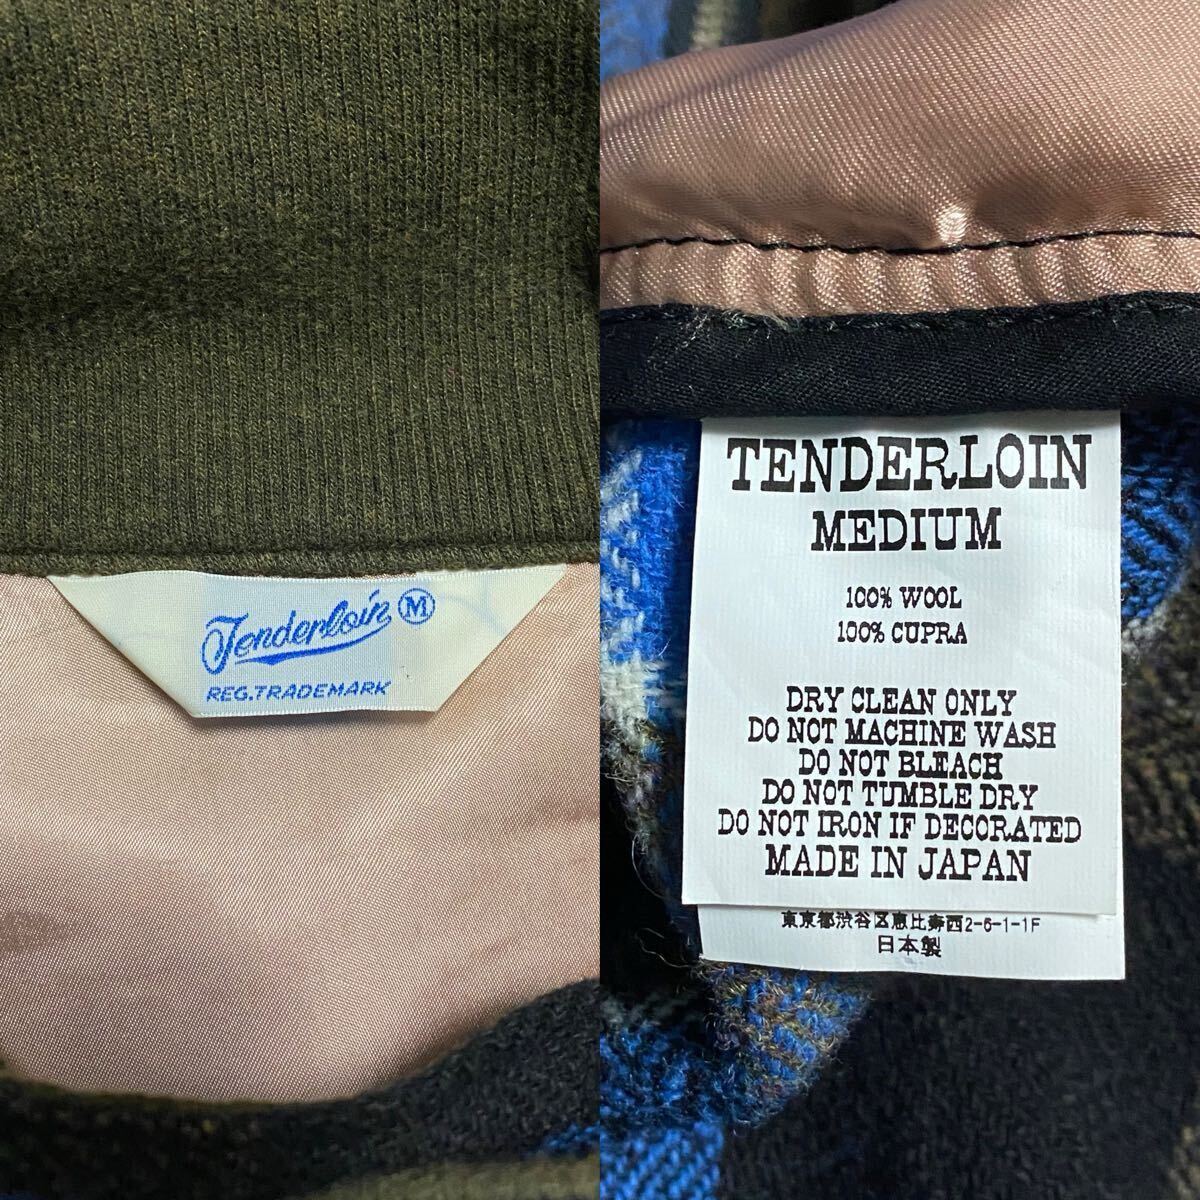 Tenderloin M
REG.TRADEMARK
TENDERLOIN
MEDIUM
100% WOOL
100% CUPRA
DRY CLEAN ONLY
DO NOT MACHINE WASH
DO NOT BLEACH
DO NOT TUMBLE DRY
DO NOT IRON IF DECORATED
MADE IN JAPAN
東京都渋谷区恵比寿西2-6-1-1F
日本製